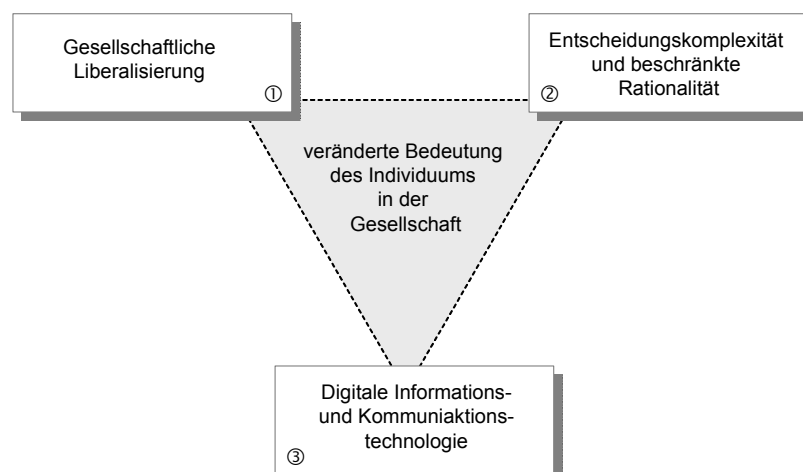 Gesellschaftliche
Liberalisierung
①
Entscheidungskomplexität
und beschränkte
Rationalität
②
veränderte Bedeutung
des Individuums
in der
Gesellschaft
Digitale Informations-
und Kommuniaktions-
technologie
③